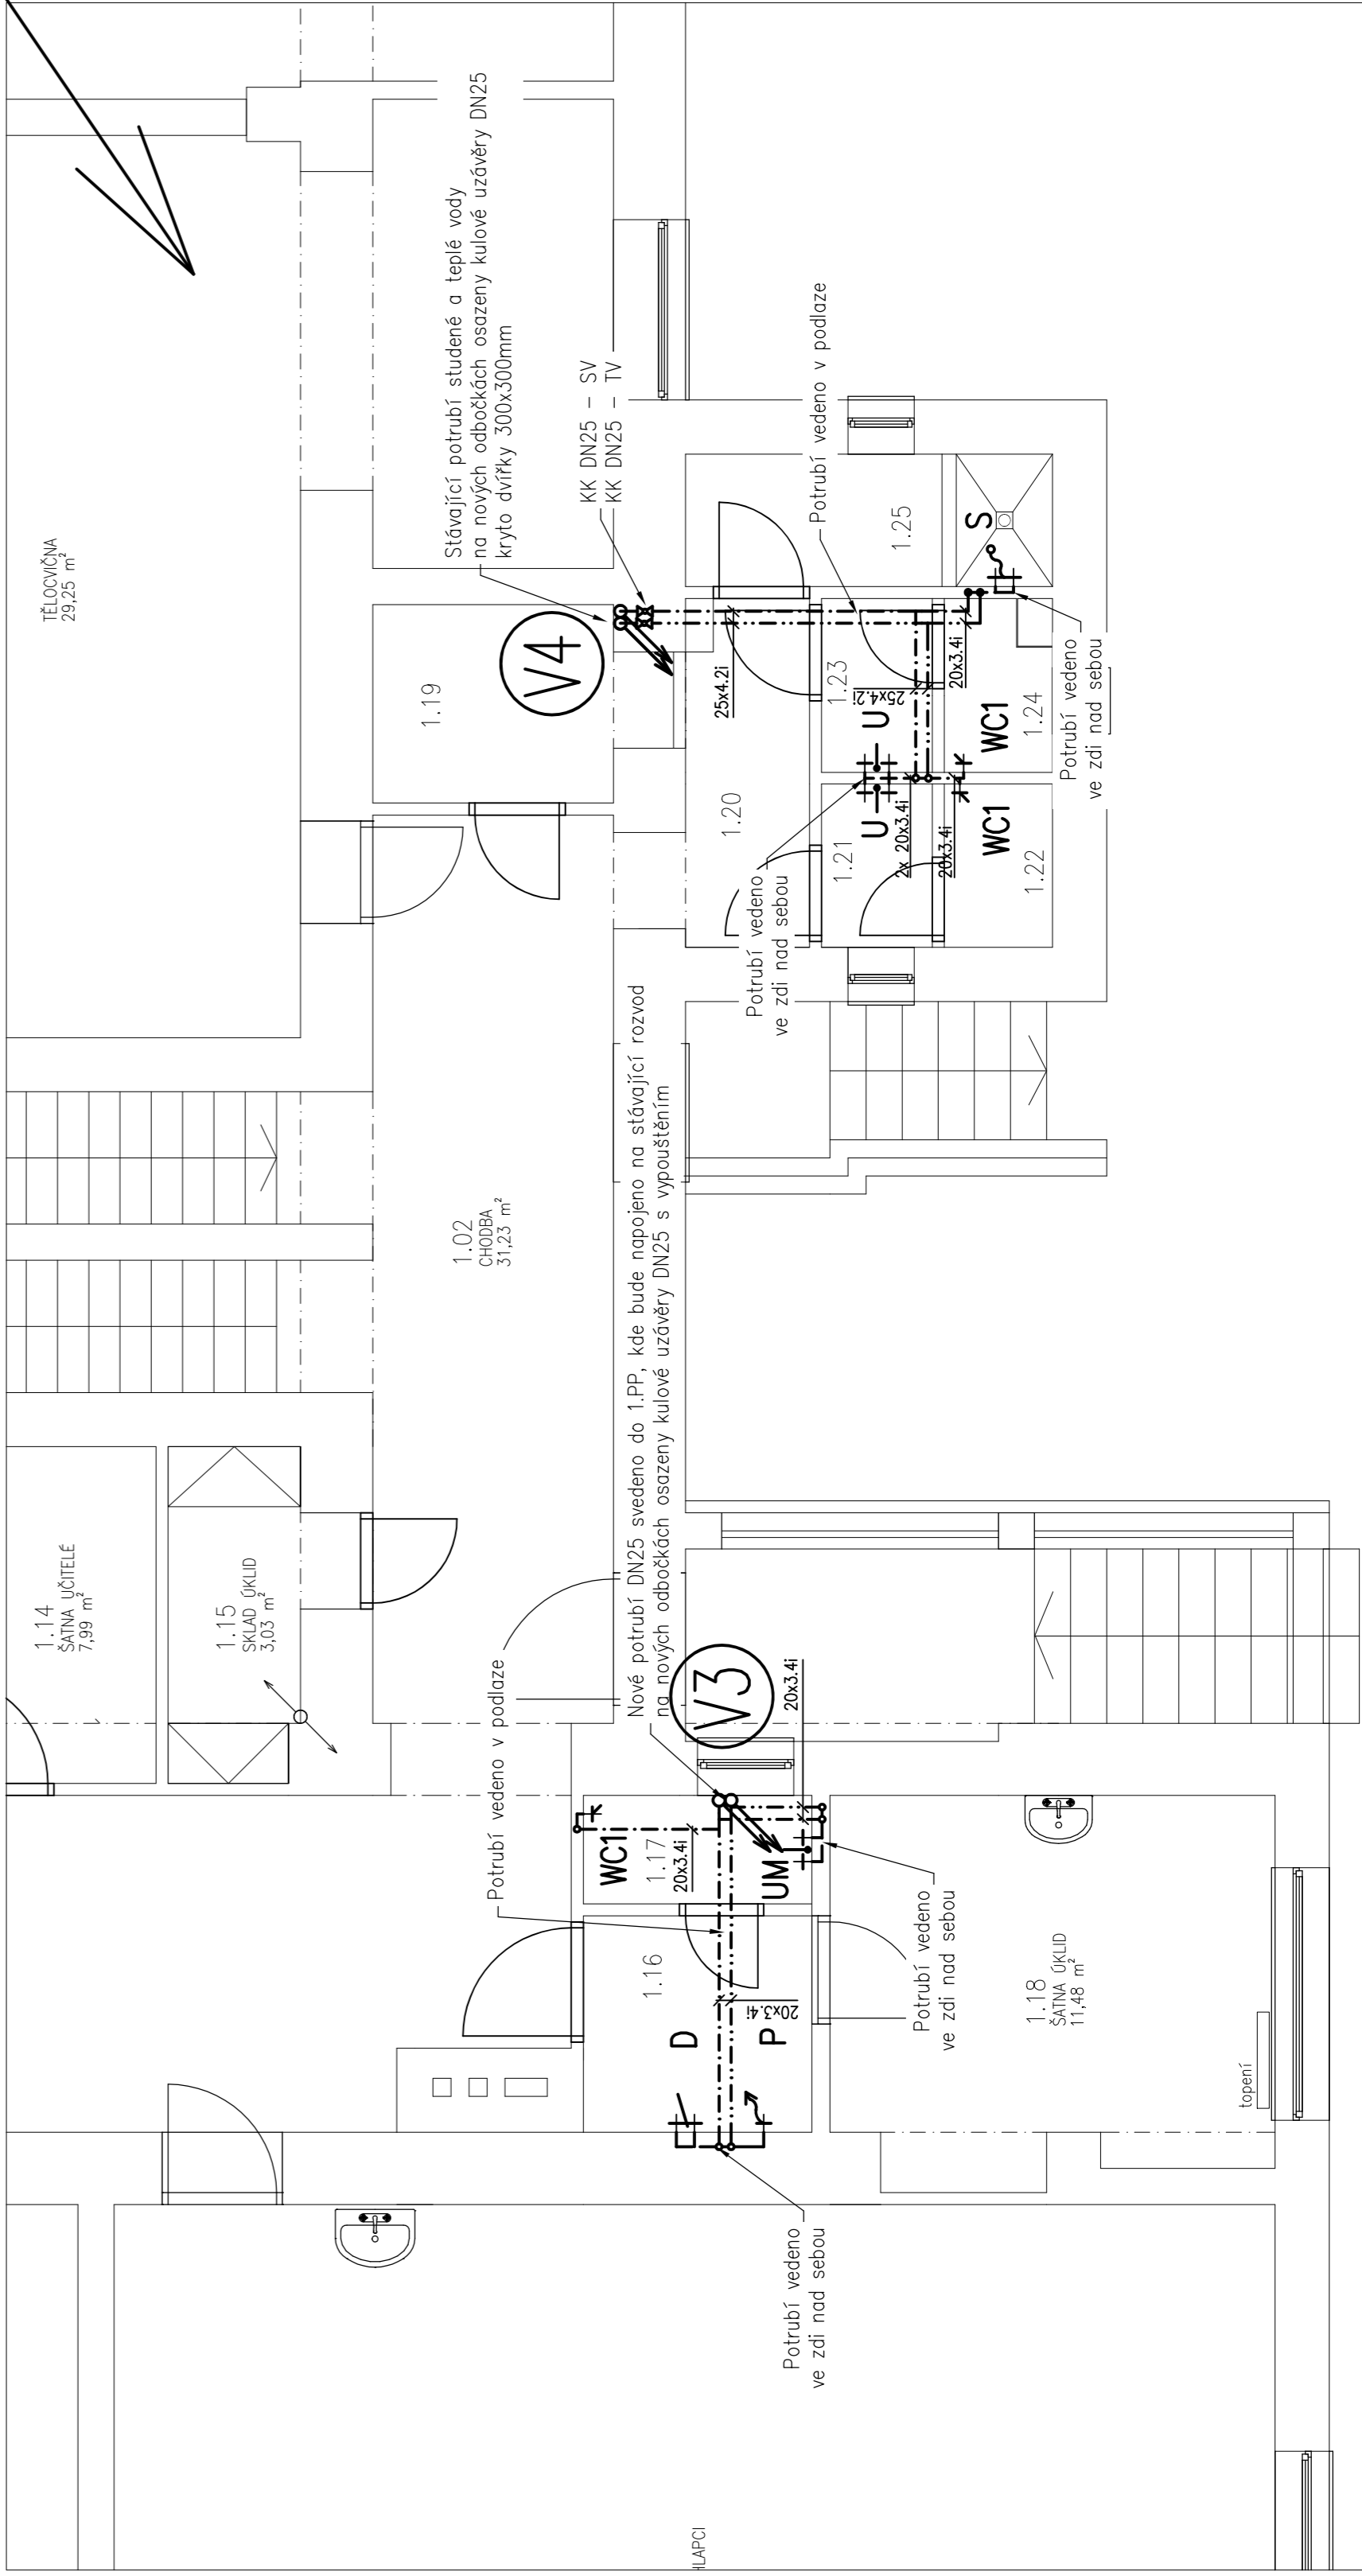 TĚLOCVIČNA
29,25 m²
Stávající potrubí studené a teplé vody
na nových odbočkách osazeny kulové uzávěry DN25
kryto dvířky 300x300mm
KK DN25 - SV
KK DN25 - TV
V4
1.19
Potrubí vedeno v podlaze
25x4.2i
1.20
1.23
25x4.2i
1.25
S
20x3.4i
U
U
WC1
1.24
1.21
2x 20x3.4i
20x3.4i
WC1
1.22
Potrubí vedeno
ve zdi nad sebou
Potrubí vedeno
ve zdi nad sebou
1.02
CHODBA
31,23 m²
Nové potrubí DN25 svedeno do 1.PP, kde bude napojeno na stávající rozvod
na nových odbočkách osazeny kulové uzávěry DN25 s vypouštěním
1.14
ŠATNA UČITELÉ
7,99 m²
1.15
SKLAD ÚKLID
3,03 m²
V3
20x3.4i
Potrubí vedeno v podlaze
WC1
1.17
20x3.4i
UM
1.16
D
P
20x3.4i
Potrubí vedeno
ve zdi nad sebou
1.18
ŠATNA ÚKLID
11,48 m²
topení
Potrubí vedeno
ve zdi nad sebou
HLAPCI